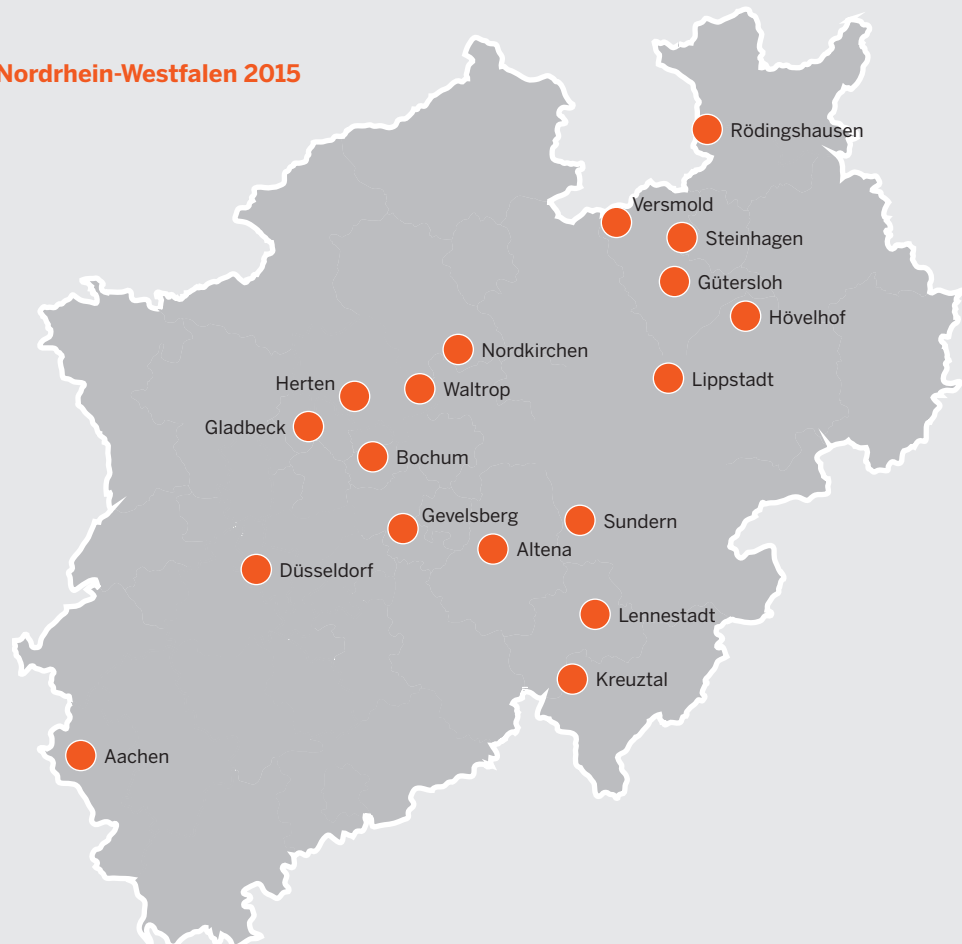 Nordrhein-Westfalen 2015
Rödingshausen
Versmold
Steinhagen
Gütersloh
Hövelhof
Nordkirchen
Lippstadt
Herten
Waltrop
Gladbeck
Bochum
Gevelsberg
Sundern
Altena
Düsseldorf
Lennestadt
Kreuztal
Aachen